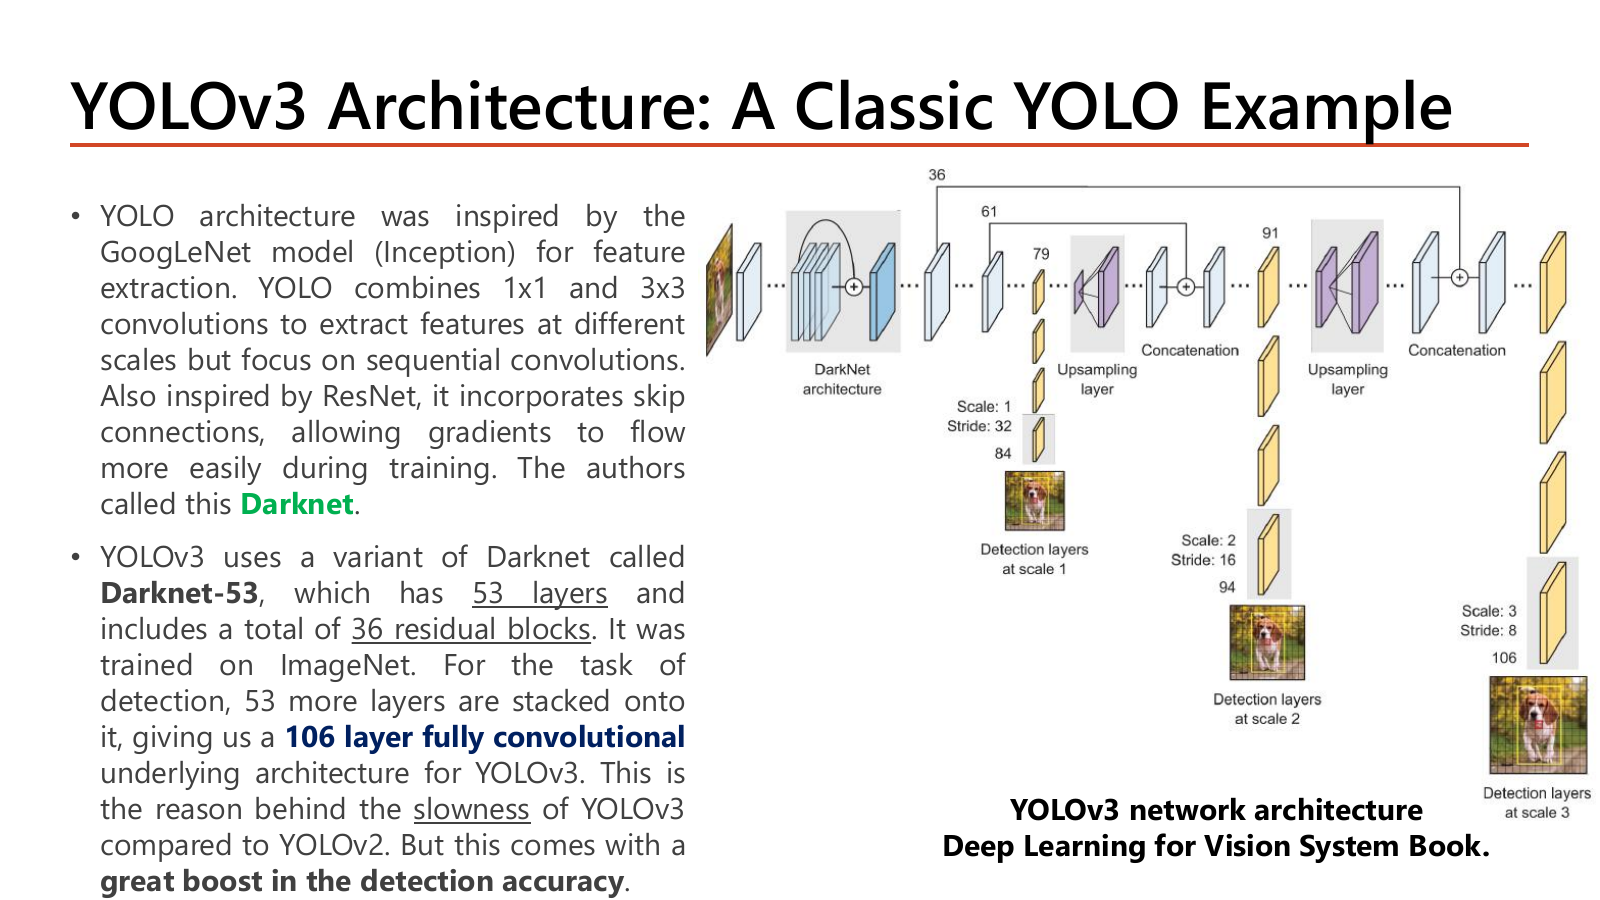 YOLOv3 Architecture: A Classic YOLO Example
• YOLO architecture was inspired by the
GoogLeNet model (Inception) for feature
extraction. YOLO combines 1x1 and 3x3
convolutions to extract features at different
scales but focus on sequential convolutions.
Also inspired by ResNet, it incorporates skip
connections, allowing gradients to flow
more easily during training. The authors
called this Darknet.
• YOLOv3 uses a variant of Darknet called
Darknet-53, which has 53 layers and
includes a total of 36 residual blocks. It was
trained on ImageNet. For the task of
detection, 53 more layers are stacked onto
it, giving us a 106 layer fully convolutional
underlying architecture for YOLOv3. This is
the reason behind the slowness of YOLOv3
compared to YOLOv2. But this comes with a
great boost in the detection accuracy.
36
61
79
91
DarkNet
architecture
Upsampling
layer
Concatenation
Upsampling
layer
Concatenation
Scale: 1
Stride: 32
84
Detection layers
at scale 1
Scale: 2
Stride: 16
94
Detection layers
at scale 2
Scale: 3
Stride: 8
106
Detection layers
at scale 3
YOLOv3 network architecture
Deep Learning for Vision System Book.